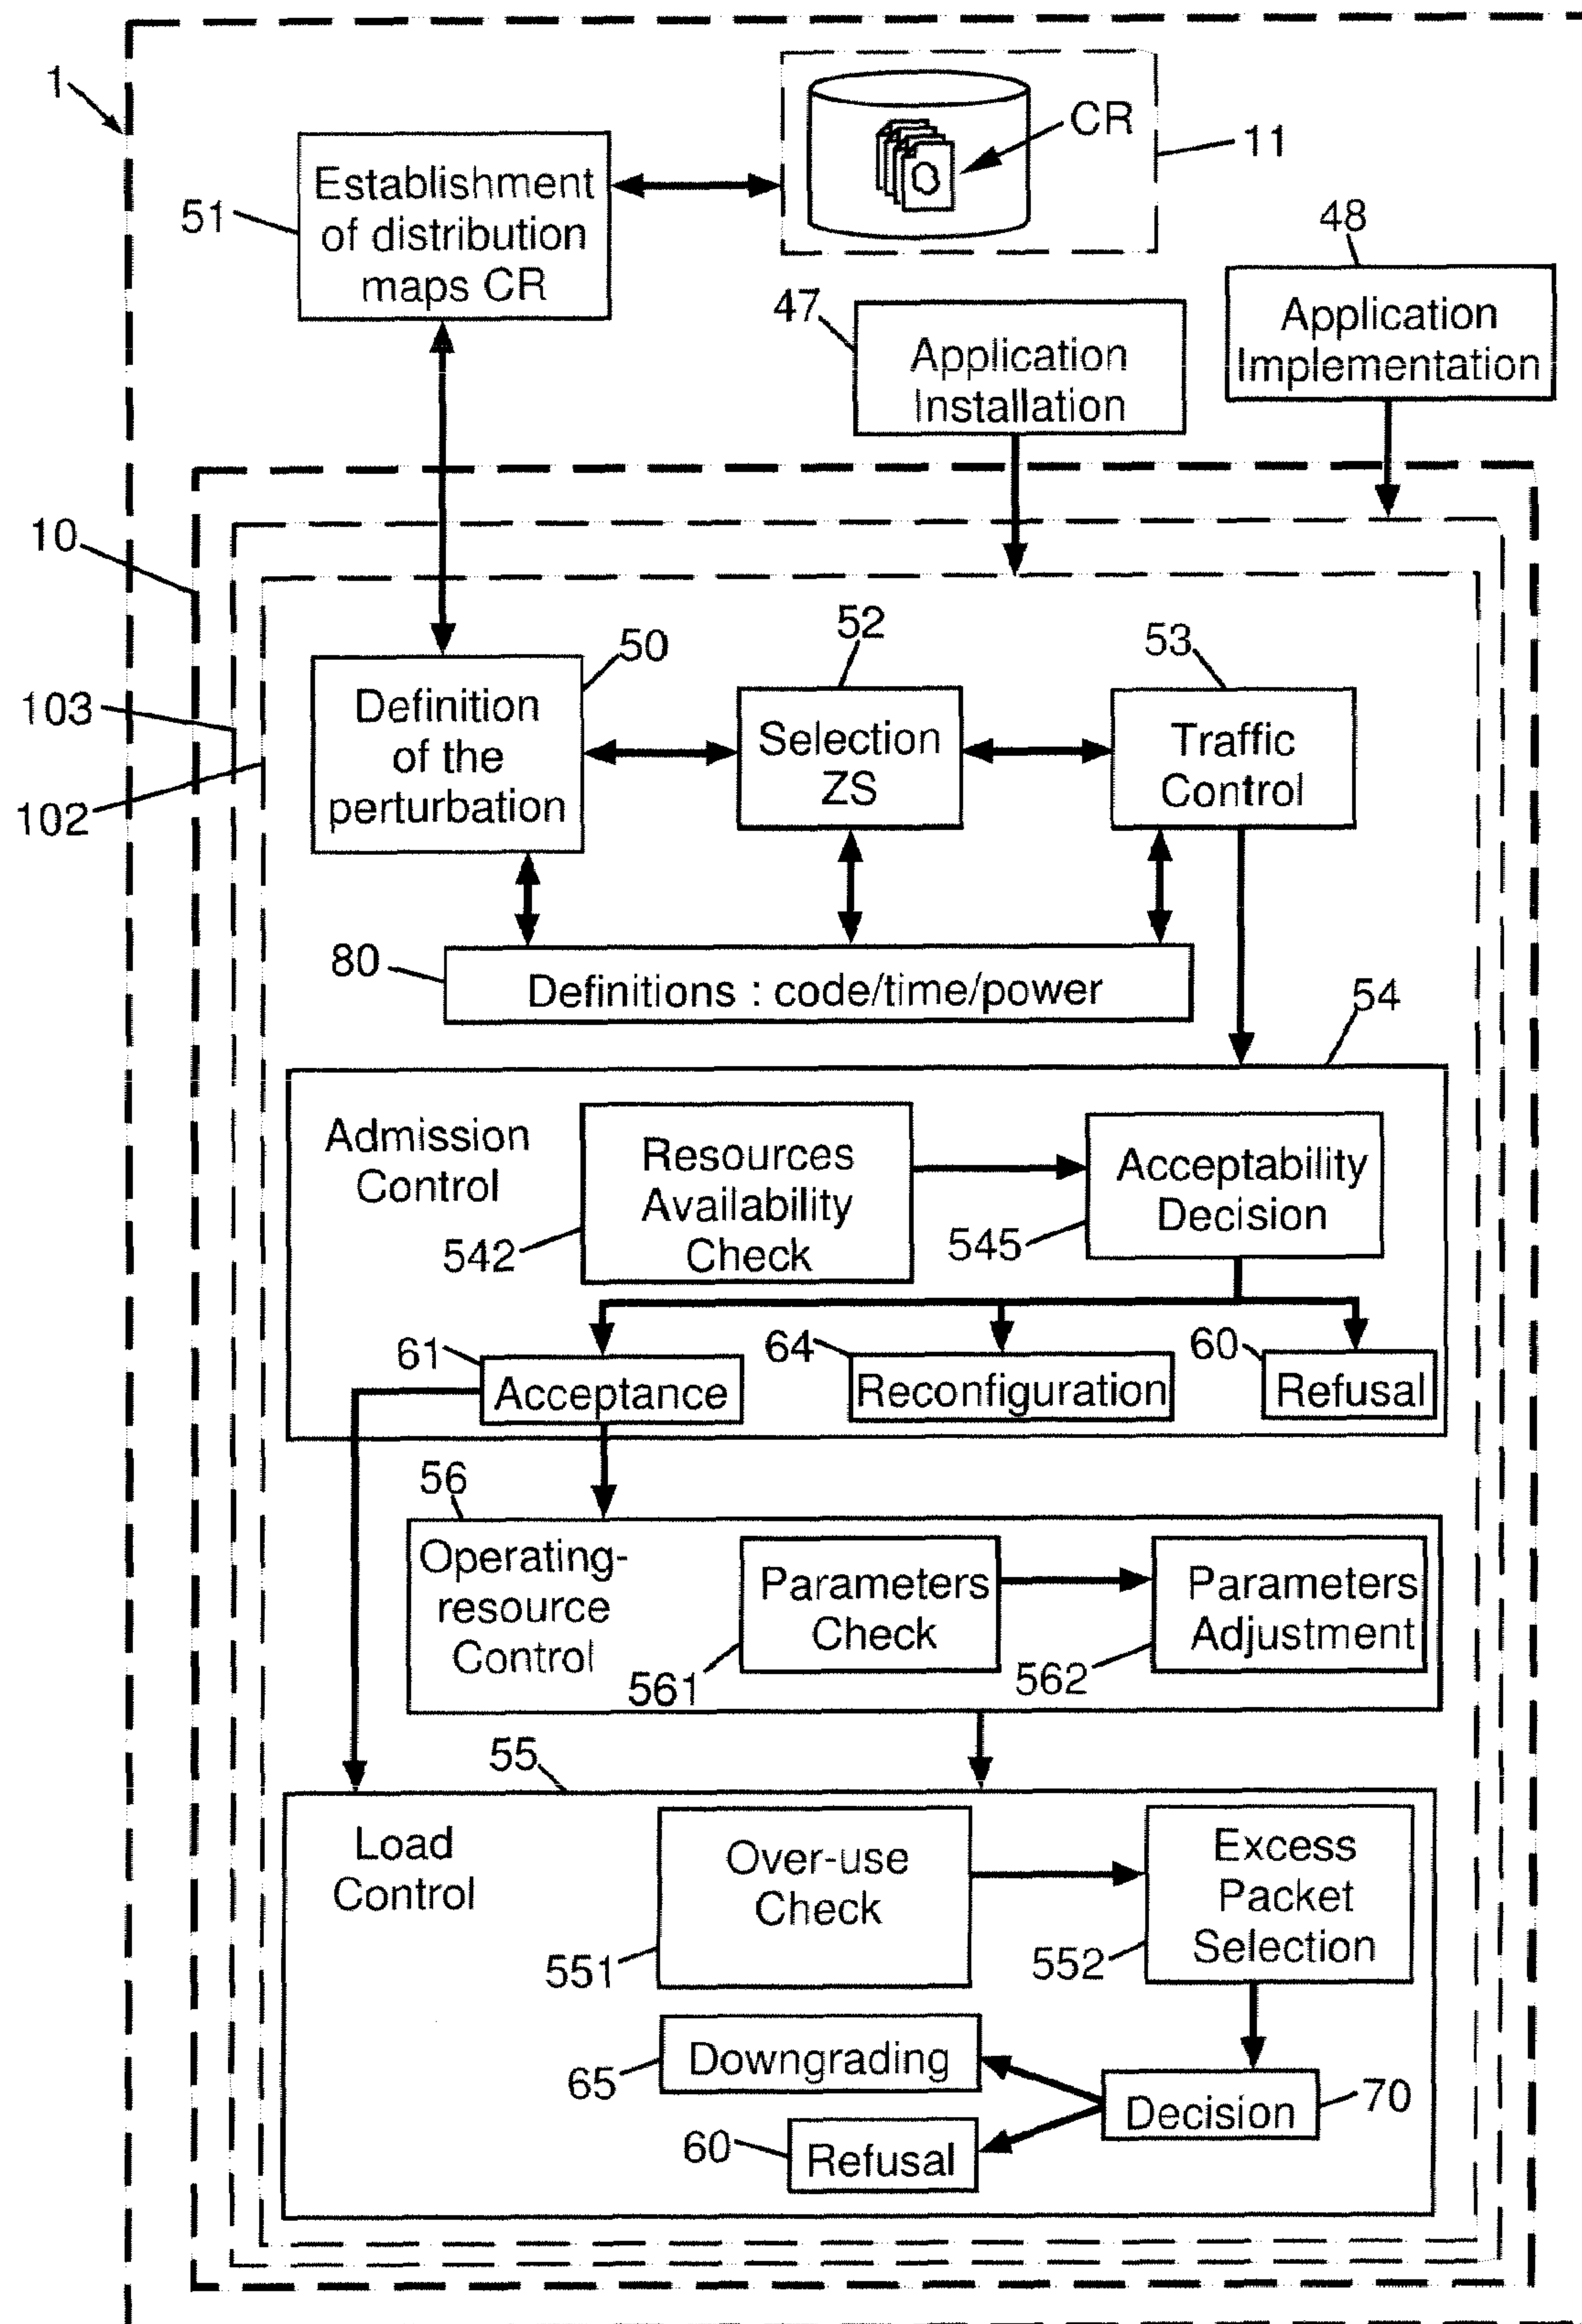 1
CR
11
Establishment
of distribution
maps CR
51
48
47
Application
Installation
Application
Implementation
10
103
102
50
52
53
Definition
of the
perturbation
Selection
ZS
Traffic
Control
80
Definitions : code/time/power
54
Admission
Control
Resources
Availability
Check
542
Acceptability
Decision
545
61
Acceptance
64
Reconfiguration
60
Refusal
56
Operating-
resource
Control
Parameters
Check
561
Parameters
Adjustment
562
55
Load
Control
Over-use
Check
551
Excess
Packet
Selection
552
Downgrading
65
Decision
70
60
Refusal